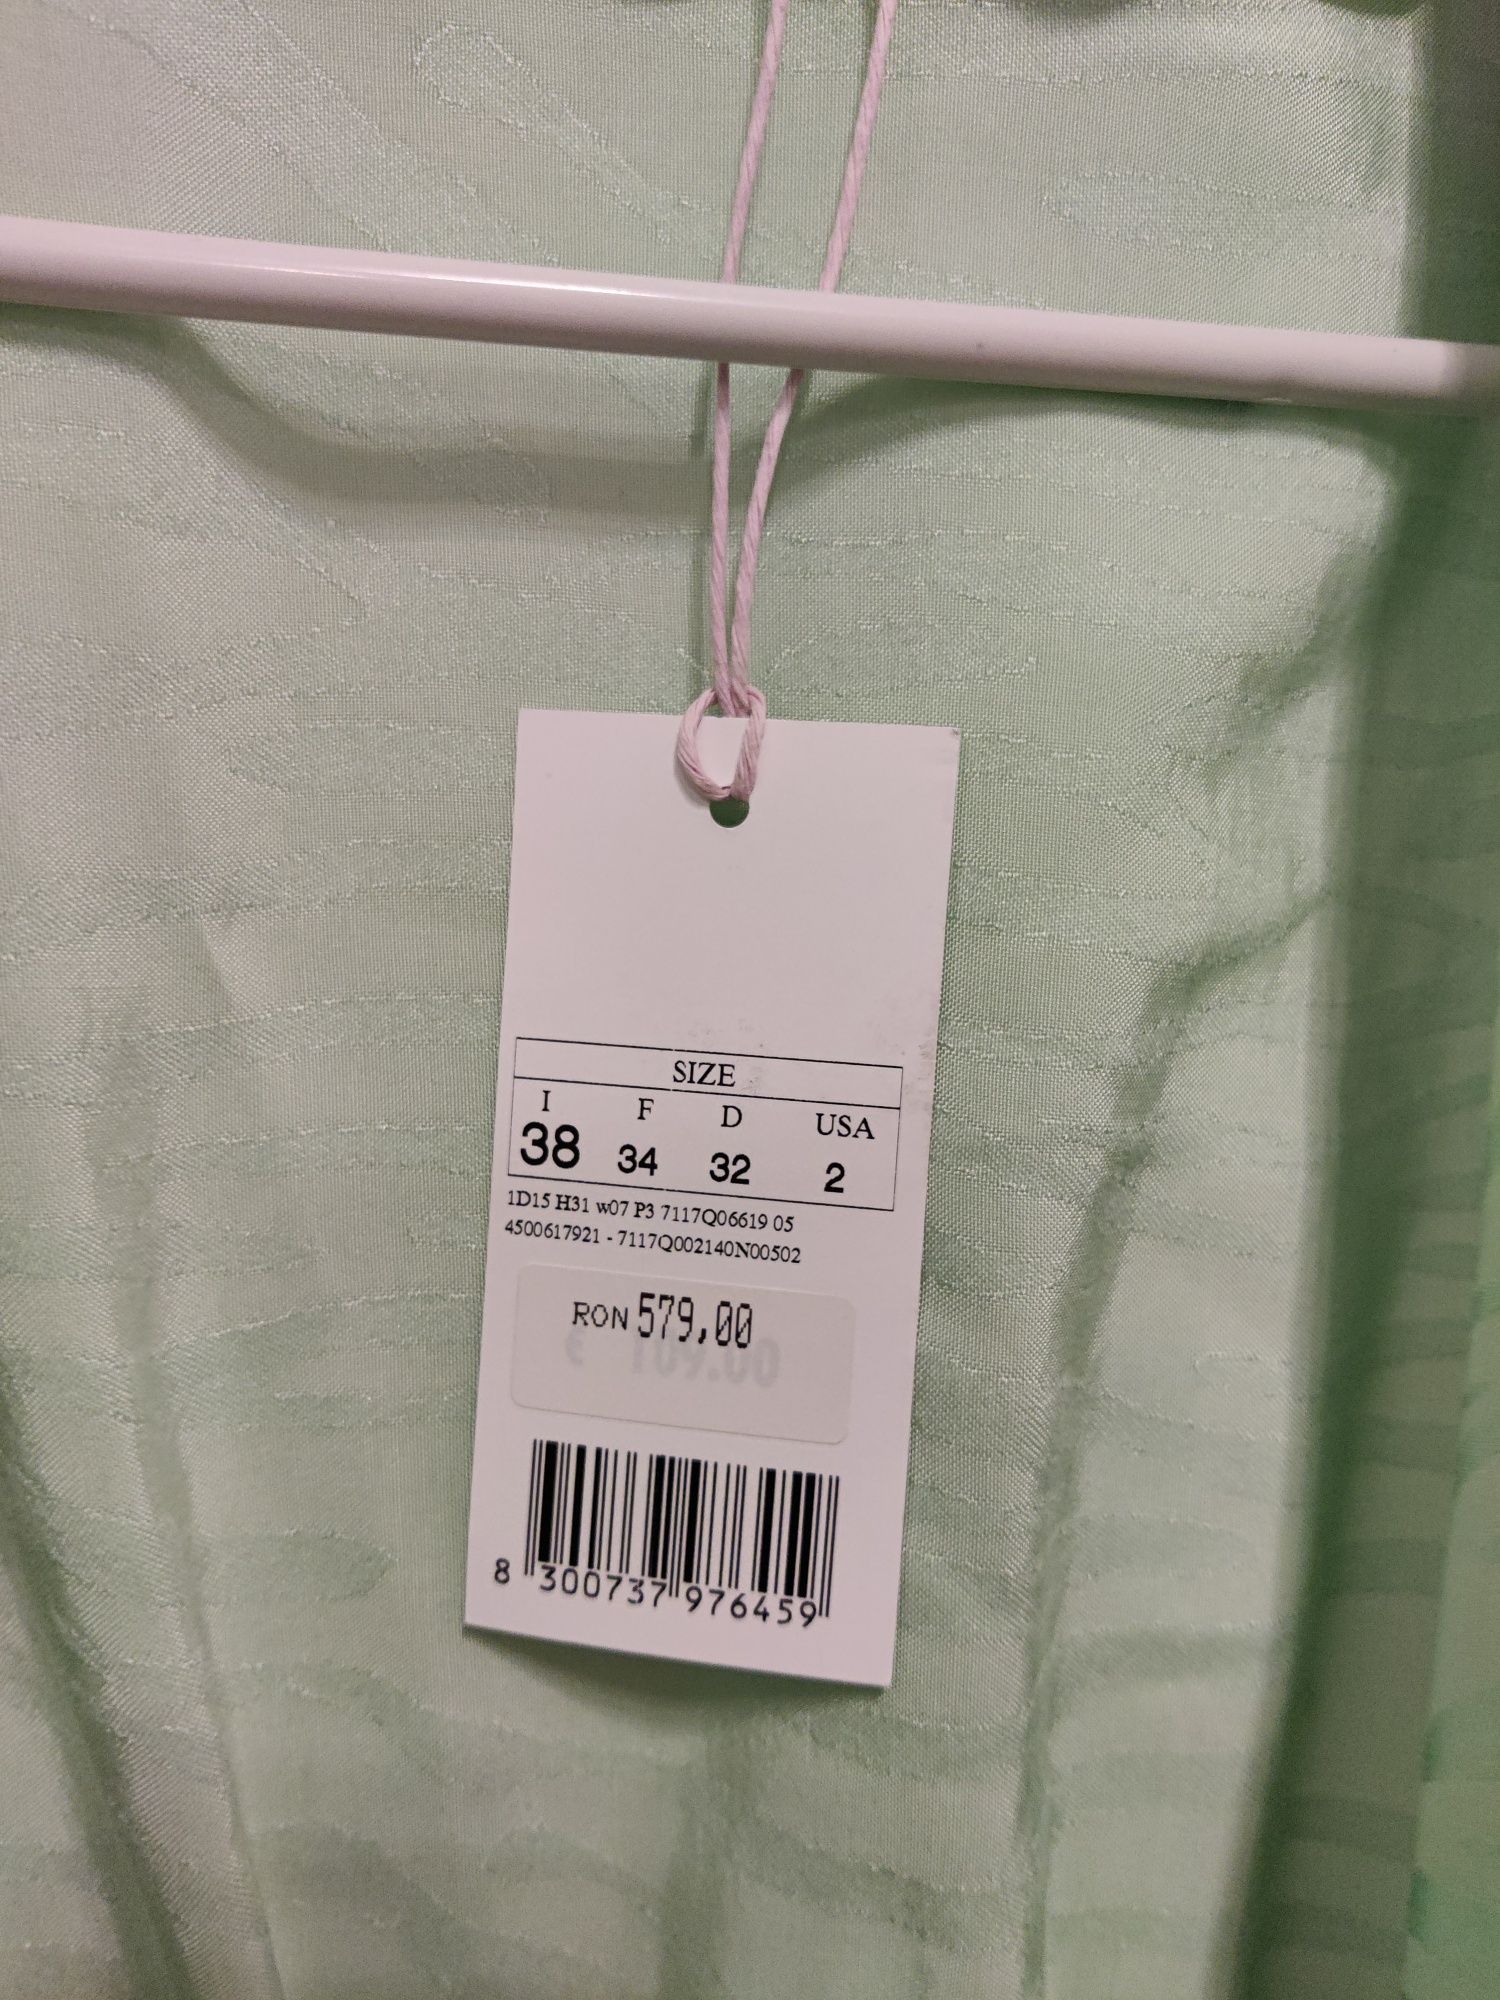 SIZE
I F D USA
38 34 32 2
1D15 H31 w07 P3 7117Q06619 05
4500617921 - 7117Q002140N00502
RON 579,00
€ 109.00
8 300737 976459